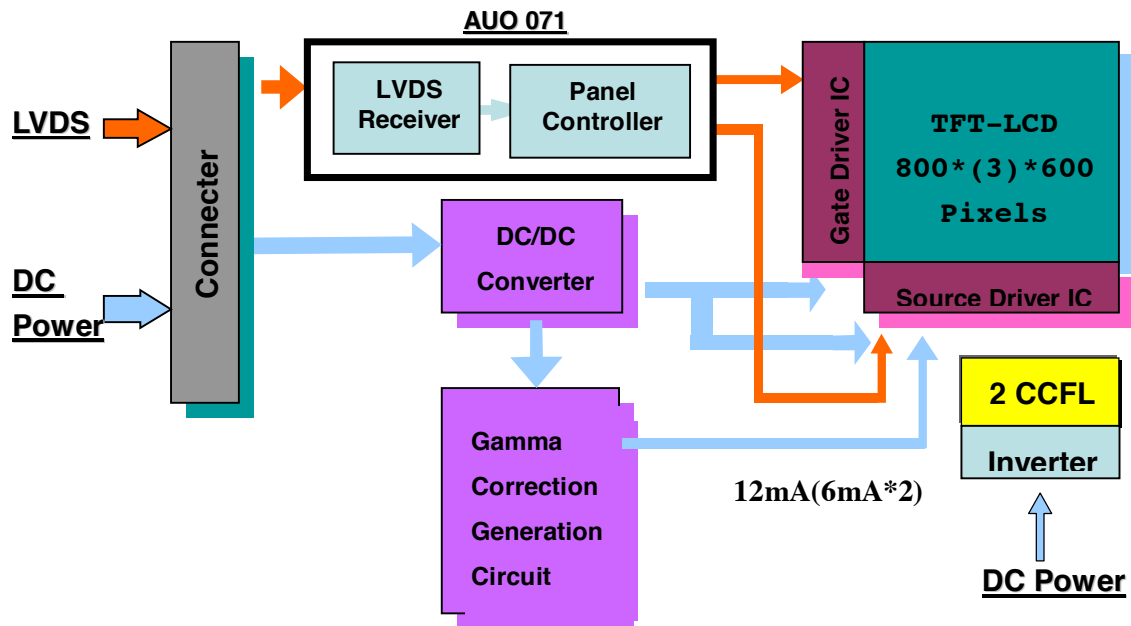 AUO 071
LVDS
Connecter
LVDS
Receiver
Panel
Controller
Gate Driver IC
TFT-LCD
800*(3)*600
Pixels
DC
Power
DC/DC
Converter
Source Driver IC
Gamma
Correction
Generation
Circuit
2 CCFL
Inverter
12mA(6mA*2)
DC Power